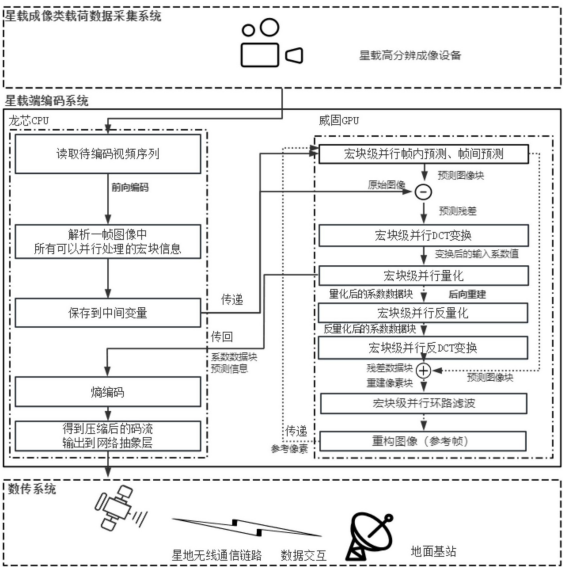 星载成像类载荷数据采集系统
星载高分辨成像设备
星载端编码系统
龙芯CPU
读取待编码视频序列
前向编码
解析一帧图像中
所有可以并行处理的宏块信息
保存到中间变量
传递
传回
系数数据块
预测信息
熵编码
得到压缩后的码流
输出到网络抽象层
威固GPU
宏块级并行帧内预测、帧间预测
预测图像块
原始图像
预测残差
宏块级并行DCT变换
变换后的输入系数值
宏块级并行量化
量化后的系数数据块
后向重建
宏块级并行反量化
反量化后的系数数据块
宏块级并行反DCT变换
残差数据块
重建像素块
预测图像块
宏块级并行环路滤波
传递
参考像素
重构图像（参考帧）
数传系统
星地无线通信链路
数据交互
地面基站